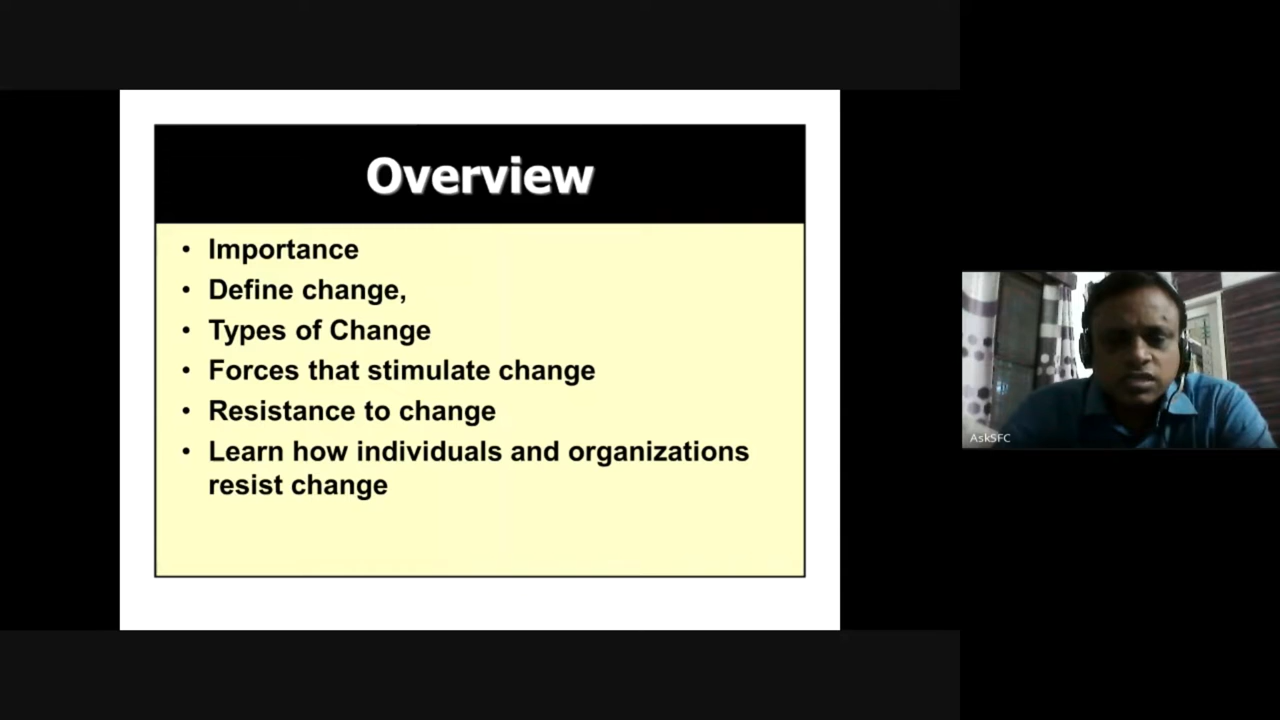 Overview
• Importance
• Define change,
• Types of Change
• Forces that stimulate change
• Resistance to change
• Learn how individuals and organizations
resist change
AskSFC